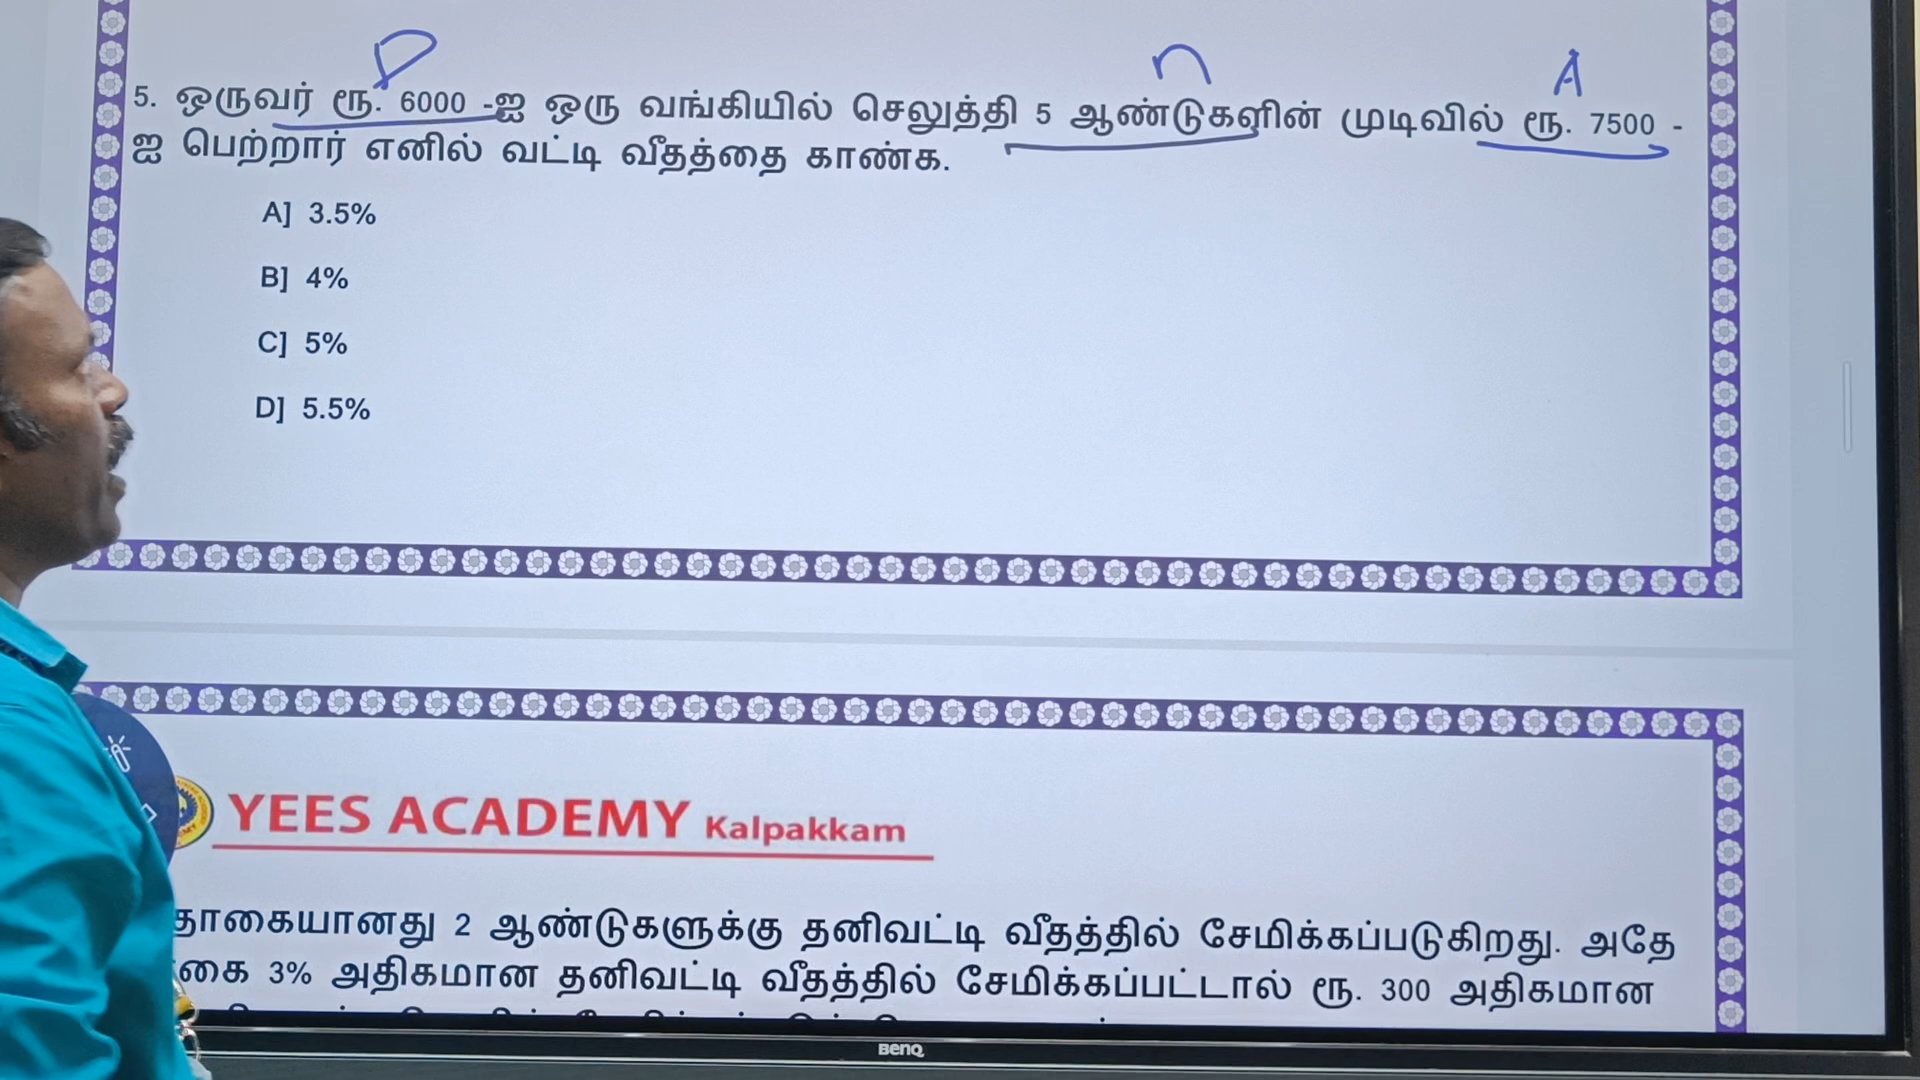 P n A
5. ஒருவர் ரூ. 6000 -ஐ ஒரு வங்கியில் செலுத்தி 5 ஆண்டுகளின் முடிவில் ரூ. 7500 -
ஐ பெற்றார் எனில் வட்டி வீதத்தை காண்க.
A] 3.5%
B] 4%
C] 5%
D] 5.5%
YEES ACADEMY Kalpakkam
தாகையானது 2 ஆண்டுகளுக்கு தனிவட்டி வீதத்தில் சேமிக்கப்படுகிறது. அதே
கை 3% அதிகமான தனிவட்டி வீதத்தில் சேமிக்கப்பட்டால் ரூ. 300 அதிகமான
BenQ